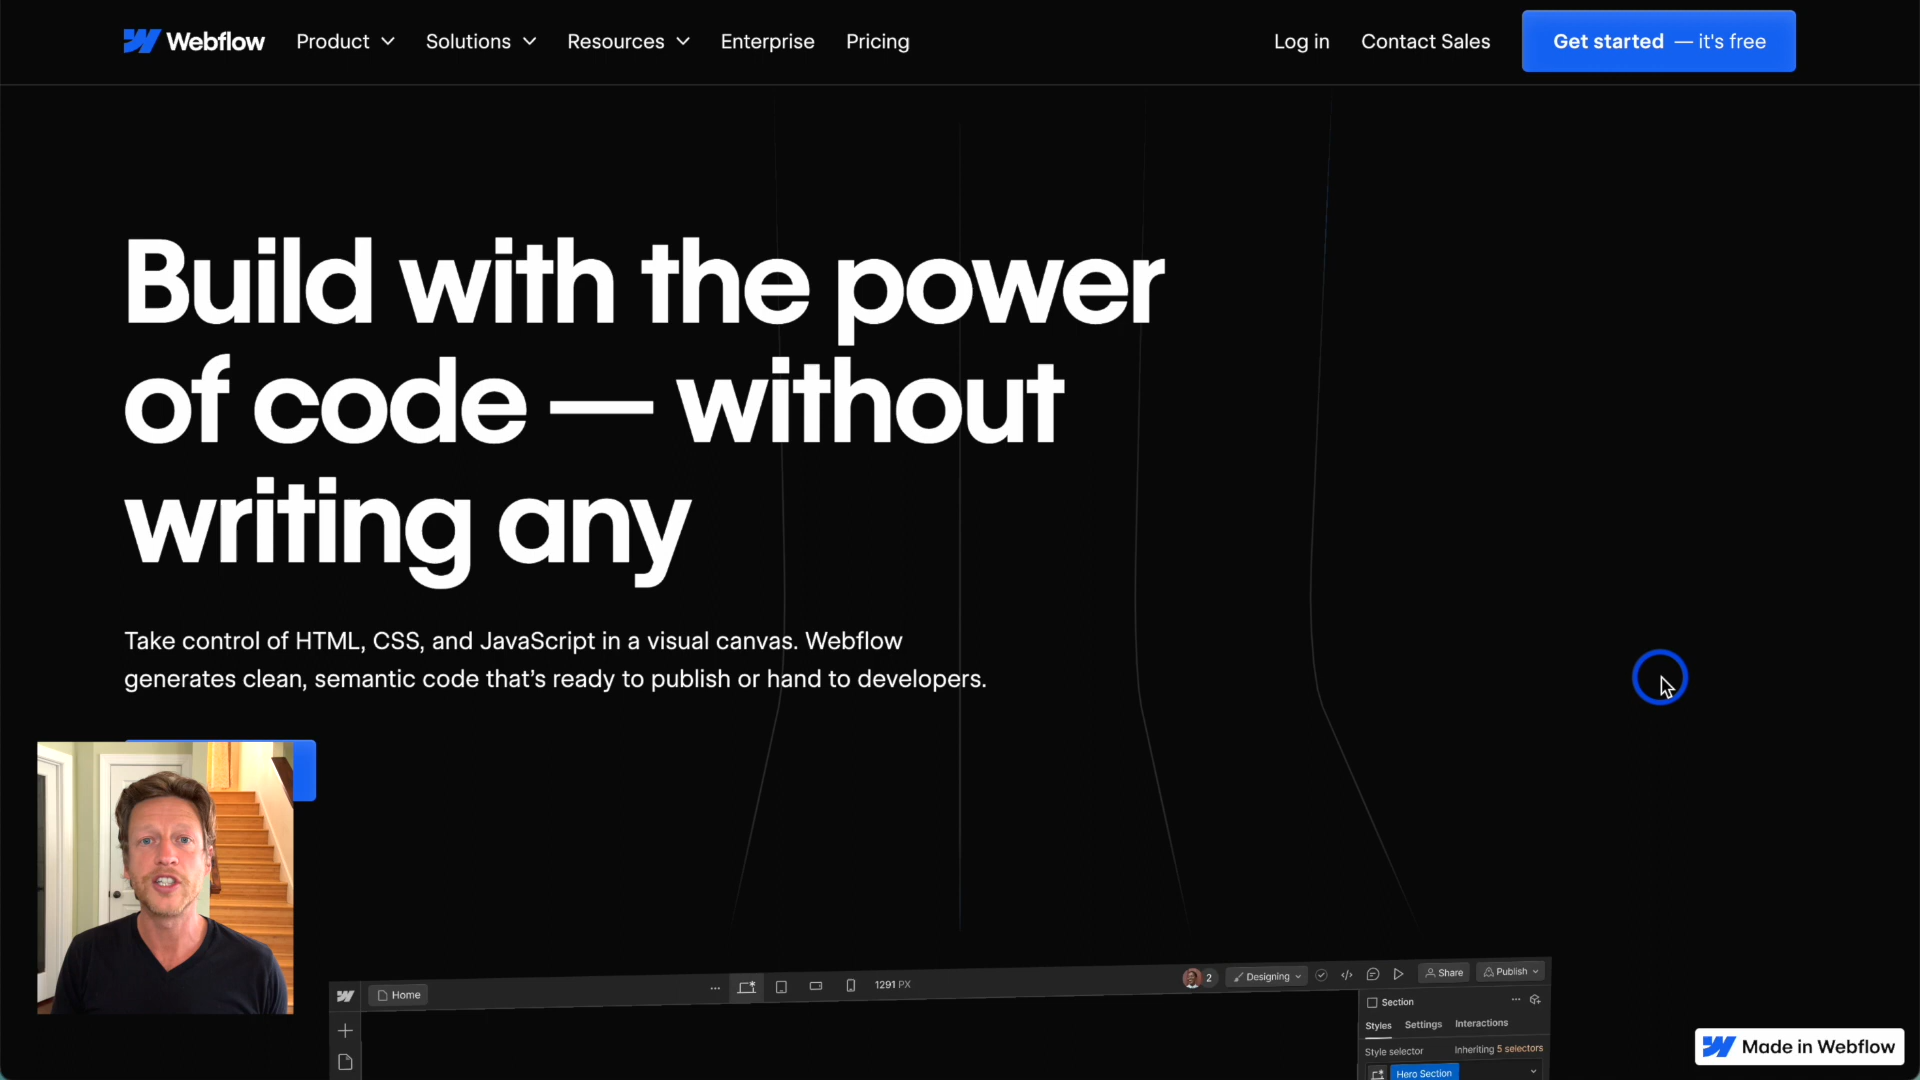 Webflow
Product
Solutions
Resources
Enterprise
Pricing
Log in
Contact Sales
Get started — it's free
Build with the power
of code — without
writing any
Take control of HTML, CSS, and JavaScript in a visual canvas. Webflow
generates clean, semantic code that’s ready to publish or hand to developers.
Home
1291 PX
2
Designing
Share
Publish
Section
Styles
Settings
Interactions
Style selector
Inheriting 5 selectors
Hero Section
Made in Webflow